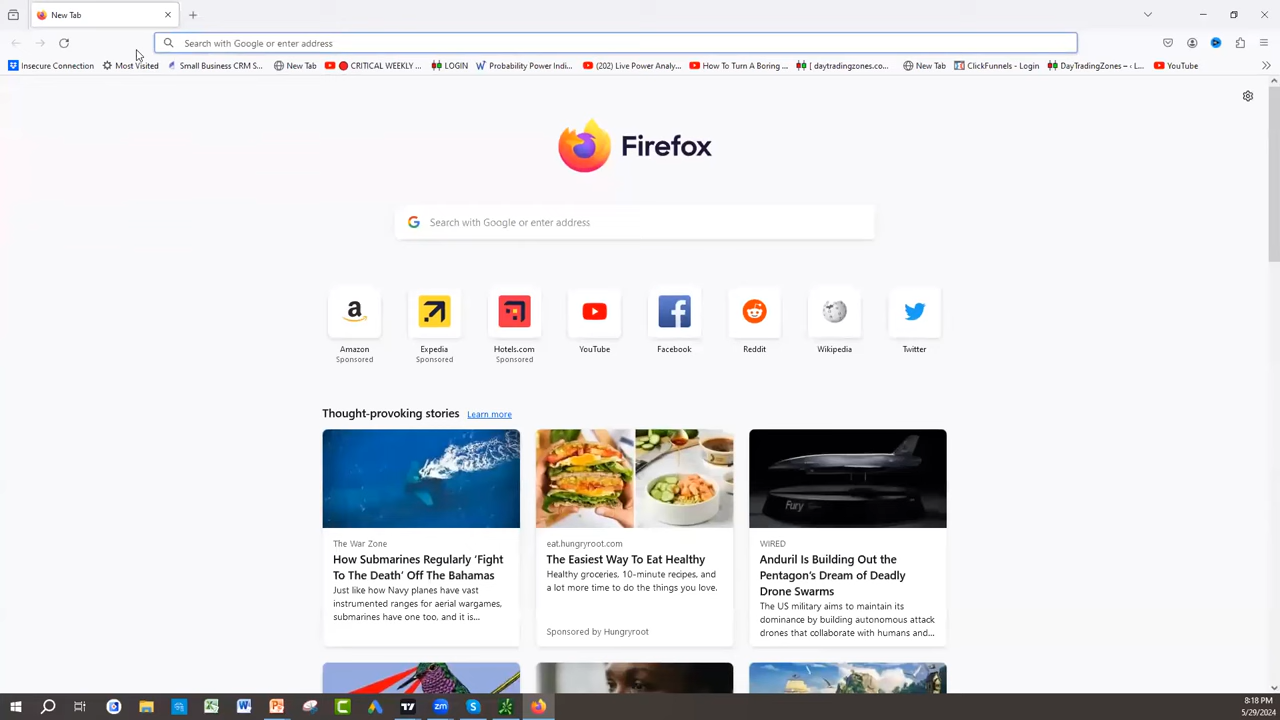 New Tab
Search with Google or enter address
Insecure Connection
Most Visited
Small Business CRM S...
New Tab
CRITICAL WEEKLY ...
LOGIN
Probability Power Indi...
(202) Live Power Analy...
How To Turn A Boring ...
[ daytradingzones.co...
New Tab
ClickFunnels - Login
DayTradingZones – ‹ L...
YouTube
Firefox
Search with Google or enter address
Amazon
Sponsored
Expedia
Sponsored
Hotels.com
Sponsored
YouTube
Facebook
Reddit
Wikipedia
Twitter
Thought-provoking stories Learn more
The War Zone
How Submarines Regularly ‘Fight
To The Death’ Off The Bahamas
Just like how Navy planes have vast
instrumented ranges for aerial wargames,
submarines have one too, and it is...
eat.hungryroot.com
The Easiest Way To Eat Healthy
Healthy groceries, 10-minute recipes, and
a lot more time to do the things you love.
Sponsored by Hungryroot
Fury
WIRED
Anduril Is Building Out the
Pentagon’s Dream of Deadly
Drone Swarms
The US military aims to maintain its
dominance by building autonomous attack
drones that collaborate with humans and...
8:18 PM
5/29/2024